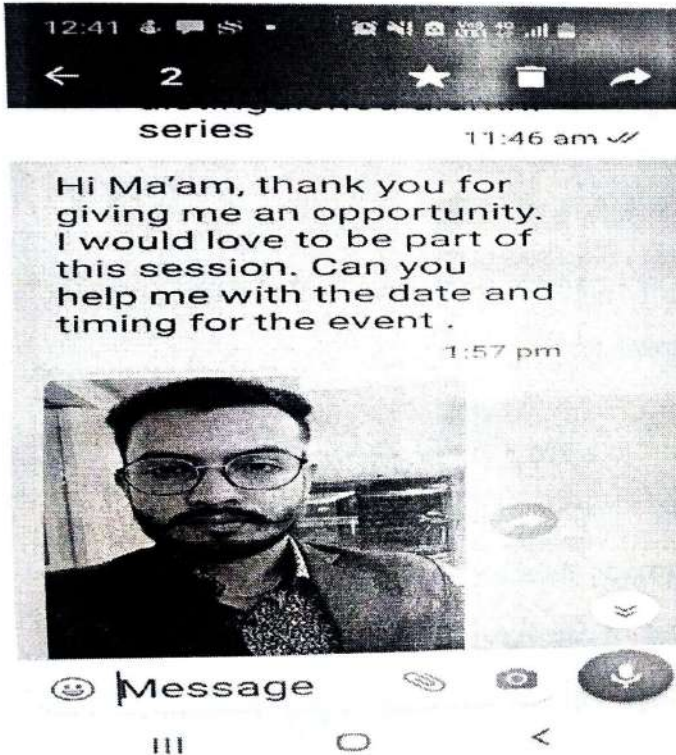 12:41
2
series
11:46 am
Hi Ma'am, thank you for
giving me an opportunity.
I would love to be part of
this session. Can you
help me with the date and
timing for the event .
1:57 pm
Message